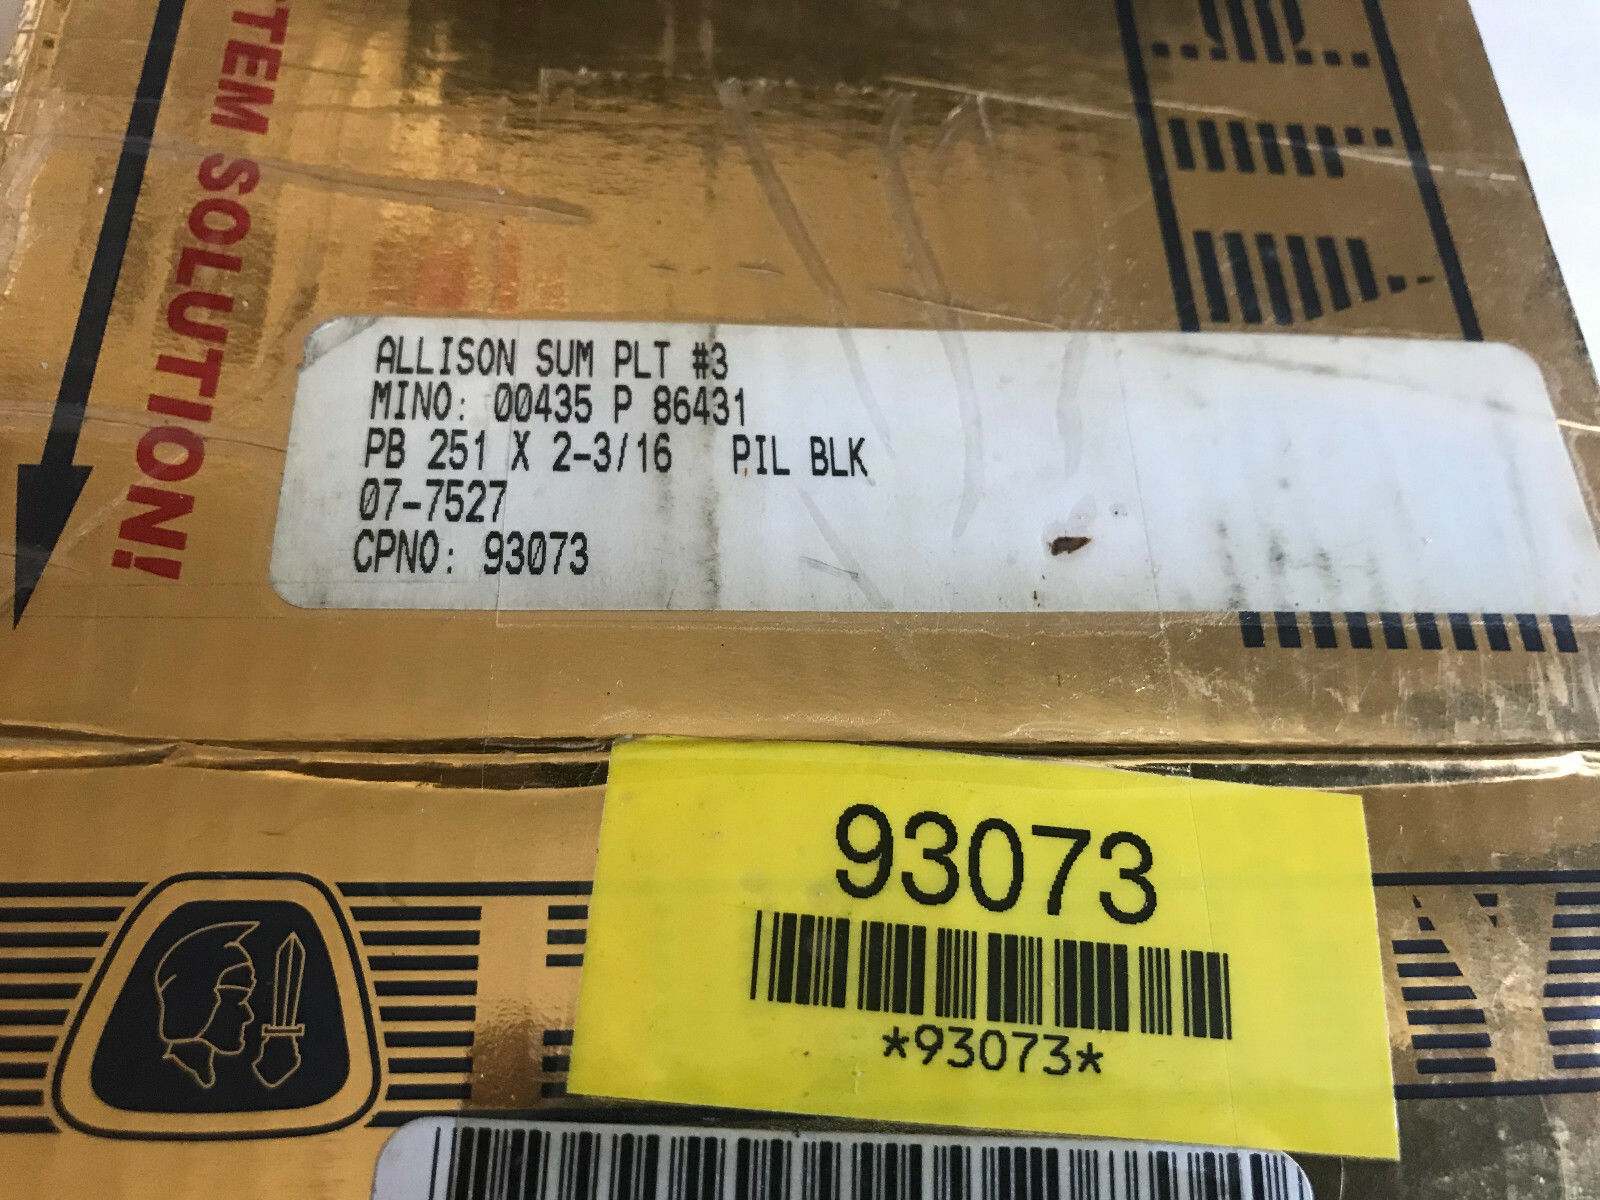 TEM SOLUTION!
ALLISON SUM PLT #3
MINO: 00435 P 86431
PB 251 X 2-3/16 PIL BLK
07-7527
CPNO: 93073
93073
*93073*